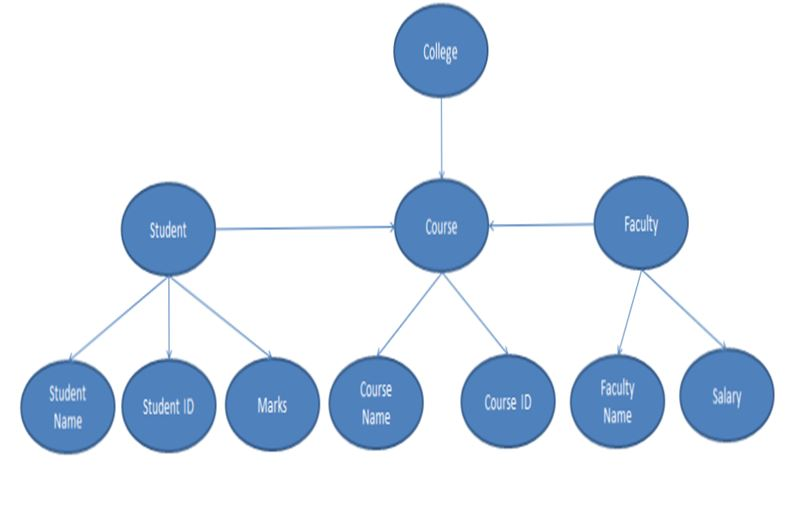 College
Student
Course
Faculty
Student
Name
Student ID
Marks
Course
Name
Course ID
Faculty
Name
Salary